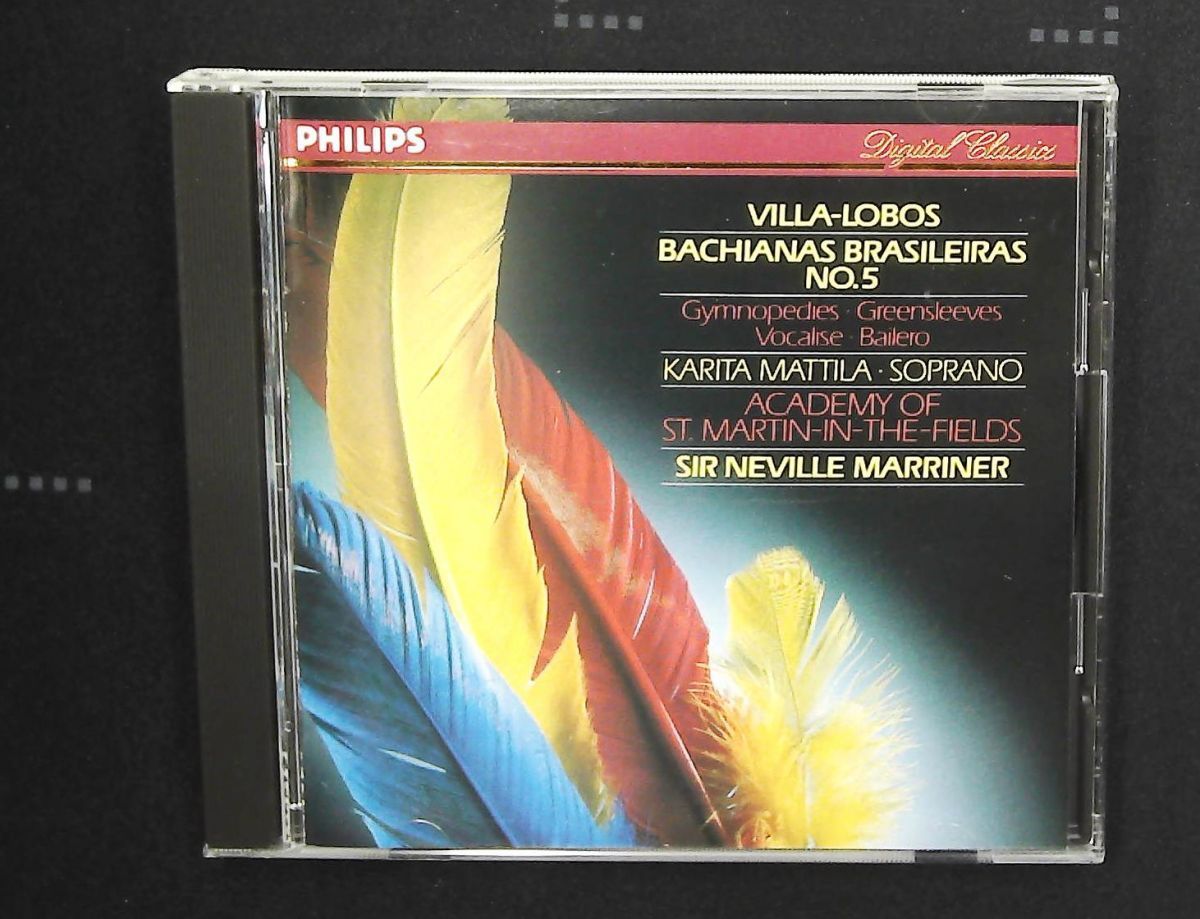 PHILIPS
Digital Classics
VILLA-LOBOS
BACHIANAS BRASILEIRAS
NO.5
Gymnopedies · Greensleeves
Vocalise · Bailero
KARITA MATTILA · SOPRANO
ACADEMY OF
ST. MARTIN-IN-THE-FIELDS
SIR NEVILLE MARRINER